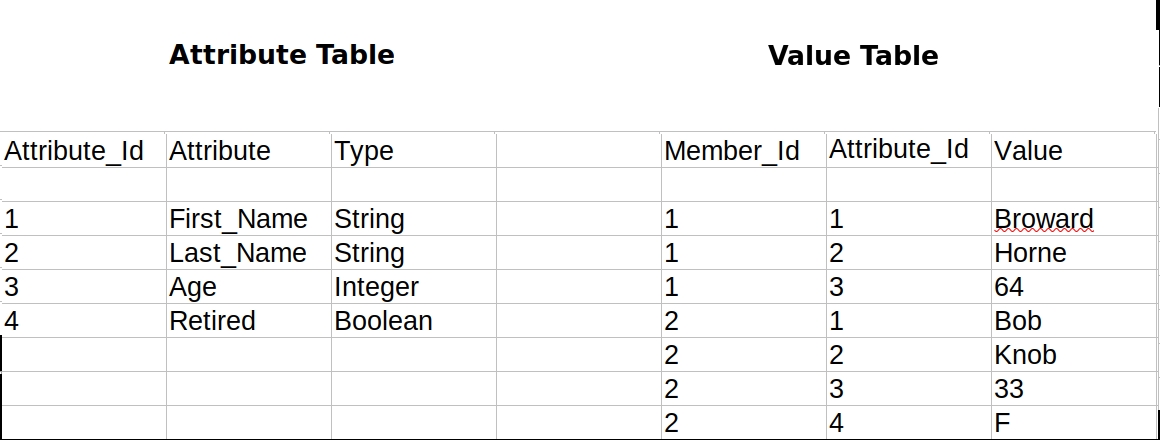 Attribute Table Value Table
Attribute_Id Attribute Type Member_Id Attribute_Id Value
1 First_Name String 1 1 Broward
2 Last_Name String 1 2 Horne
3 Age Integer 1 3 64
4 Retired Boolean 2 1 Bob
2 2 Knob
2 3 33
2 4 F